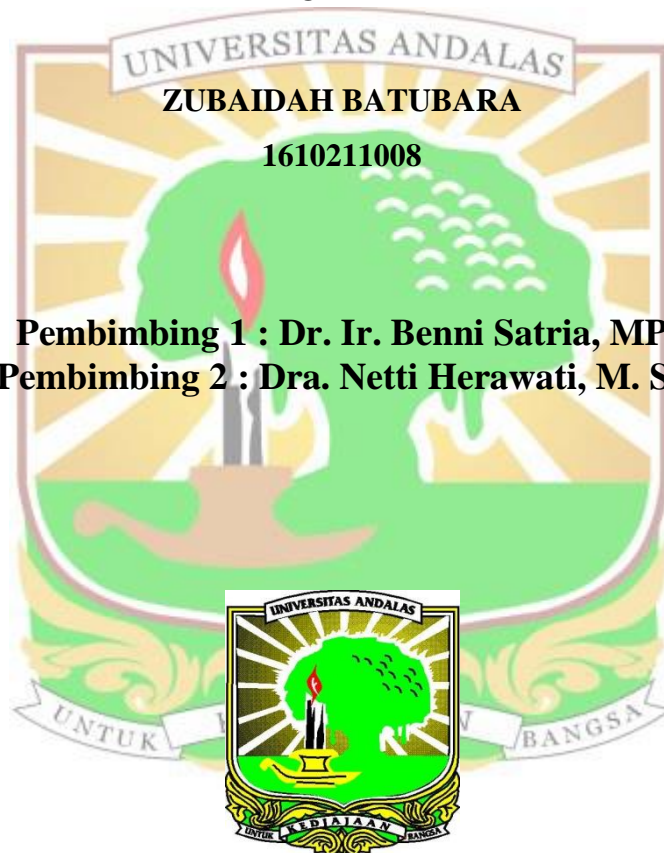 UNIVERSITAS ANDALAS
ZUBAIDAH BATUBARA
1610211008
Pembimbing 1 : Dr. Ir. Benni Satria, MP
Pembimbing 2 : Dra. Netti Herawati, M. S
UNIVERSITAS ANDALAS
UNTUK BANGSA
UNTUK KEDJAJAAN BANGSA